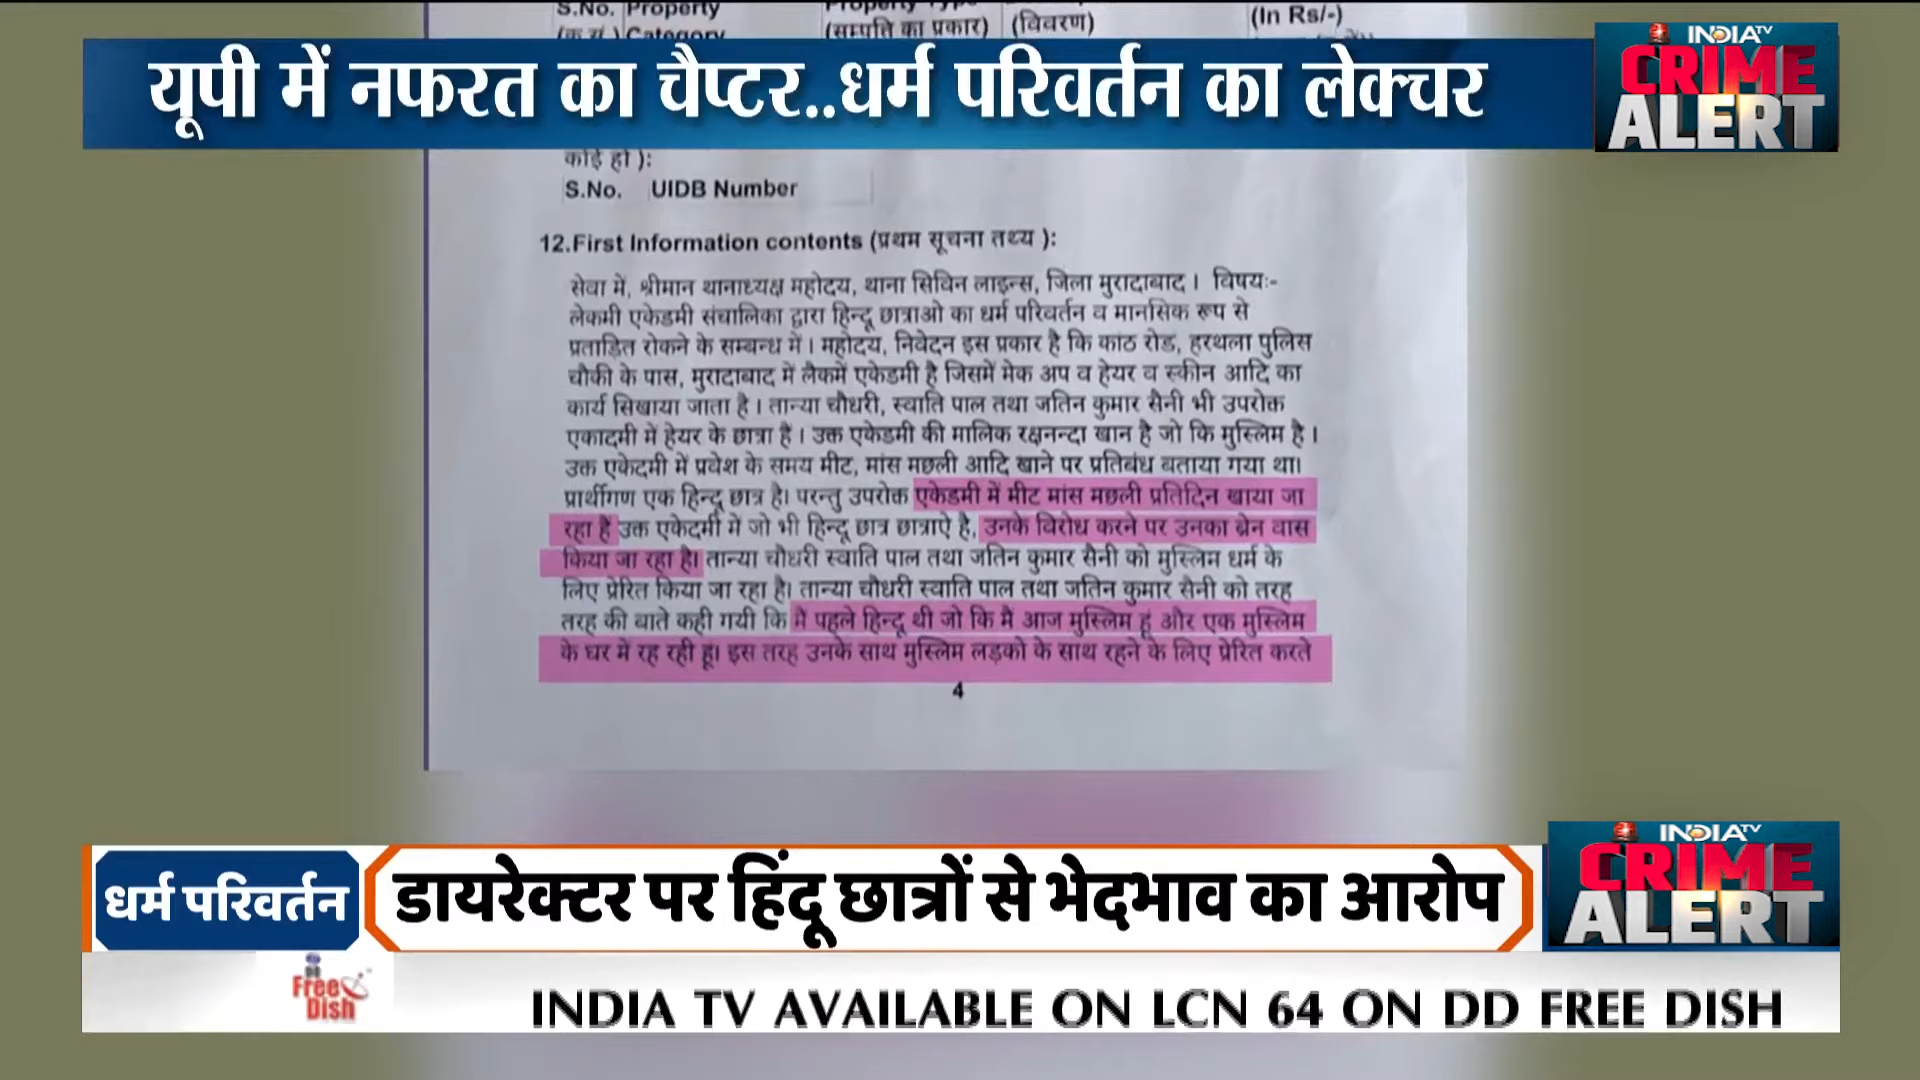 S.No. Property
(सम्पत्ति का प्रकार)
(विवरण)
(In Rs/-)
यूपी में नफरत का चैप्टर..धर्म परिवर्तन का लेक्चर
INDIA TV
CRIME
ALERT
कोई हो ):
S.No. UIDB Number
12.First Information contents (प्रथम सूचना तथ्य ):
सेवा में, श्रीमान थानाध्यक्ष महोदय, थाना सिविन लाइन्स, जिला मुरादाबाद । विषयः-
लेकमी एकेडमी संचालिका द्वारा हिन्दू छात्राओ का धर्म परिवर्तन व मानसिक रूप से
प्रताड़ित रोकने के सम्बन्ध में । महोदय, निवेदन इस प्रकार है कि कांठ रोड, हरथला पुलिस
चौकी के पास, मुरादाबाद में लैकमें एकेडमी है जिसमें मेक अप व हेयर व स्कीन आदि का
कार्य सिखाया जाता है । तान्या चौधरी, स्वाति पाल तथा जतिन कुमार सैनी भी उपरोक्त
एकादमी में हेयर के छात्रा है । उक्त एकेडमी की मालिक रक्षनन्दा खान है जो कि मुस्लिम है ।
उक्त एकेदमी में प्रवेश के समय मीट, मांस मछली आदि खाने पर प्रतिबंध बताया गया था।
प्रार्थीगण एक हिन्दू छात्र है। परन्तु उपरोक्त एकेडमी में मीट मांस मछली प्रतिदिन खाया जा
रहा है उक्त एकेदमी में जो भी हिन्दू छात्र छात्राऐ है, उनके विरोध करने पर उनका ब्रेन वास
किया जा रहा है। तान्या चौधरी स्वाति पाल तथा जतिन कुमार सैनी को मुस्लिम धर्म के
लिए प्रेरित किया जा रहा है। तान्या चौधरी स्वाति पाल तथा जतिन कुमार सैनी को तरह
तरह की बाते कही गयी कि मै पहले हिन्दू थी जो कि मै आज मुस्लिम हूं और एक मुस्लिम
के घर में रह रही हूं। इस तरह उनके साथ मुस्लिम लड़को के साथ रहने के लिए प्रेरित करते
4
धर्म परिवर्तन
डायरेक्टर पर हिंदू छात्रों से भेदभाव का आरोप
INDIA TV
CRIME
ALERT
Free Dish
INDIA TV AVAILABLE ON LCN 64 ON DD FREE DISH